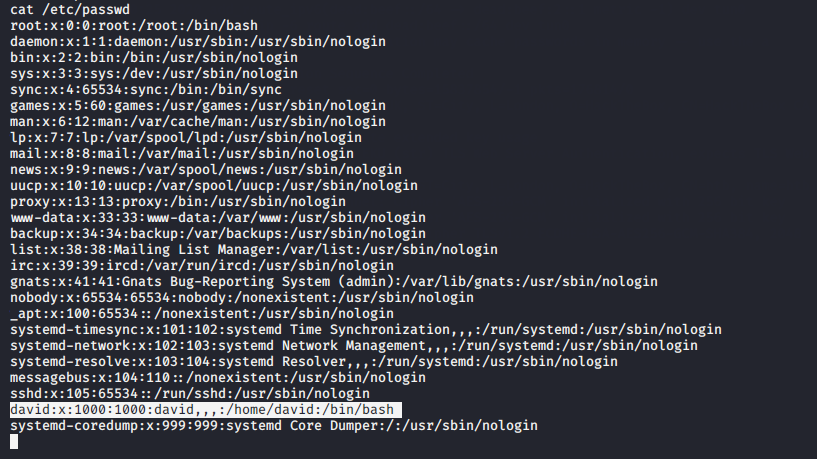 cat /etc/passwd
root:x:0:0:root:/root:/bin/bash
daemon:x:1:1:daemon:/usr/sbin:/usr/sbin/nologin
bin:x:2:2:bin:/bin:/usr/sbin/nologin
sys:x:3:3:sys:/dev:/usr/sbin/nologin
sync:x:4:65534:sync:/bin:/bin/sync
games:x:5:60:games:/usr/games:/usr/sbin/nologin
man:x:6:12:man:/var/cache/man:/usr/sbin/nologin
lp:x:7:7:lp:/var/spool/lpd:/usr/sbin/nologin
mail:x:8:8:mail:/var/mail:/usr/sbin/nologin
news:x:9:9:news:/var/spool/news:/usr/sbin/nologin
uucp:x:10:10:uucp:/var/spool/uucp:/usr/sbin/nologin
proxy:x:13:13:proxy:/bin:/usr/sbin/nologin
www-data:x:33:33:www-data:/var/www:/usr/sbin/nologin
backup:x:34:34:backup:/var/backups:/usr/sbin/nologin
list:x:38:38:Mailing List Manager:/var/list:/usr/sbin/nologin
irc:x:39:39:ircd:/var/run/ircd:/usr/sbin/nologin
gnats:x:41:41:Gnats Bug-Reporting System (admin):/var/lib/gnats:/usr/sbin/nologin
nobody:x:65534:65534:nobody:/nonexistent:/usr/sbin/nologin
_apt:x:100:65534::/nonexistent:/usr/sbin/nologin
systemd-timesync:x:101:102:systemd Time Synchronization,,,:/run/systemd:/usr/sbin/nologin
systemd-network:x:102:103:systemd Network Management,,,:/run/systemd:/usr/sbin/nologin
systemd-resolve:x:103:104:systemd Resolver,,,:/run/systemd:/usr/sbin/nologin
messagebus:x:104:110::/nonexistent:/usr/sbin/nologin
sshd:x:105:65534::/run/sshd:/usr/sbin/nologin
david:x:1000:1000:david,,,:/home/david:/bin/bash
systemd-coredump:x:999:999:systemd Core Dumper:/:/usr/sbin/nologin